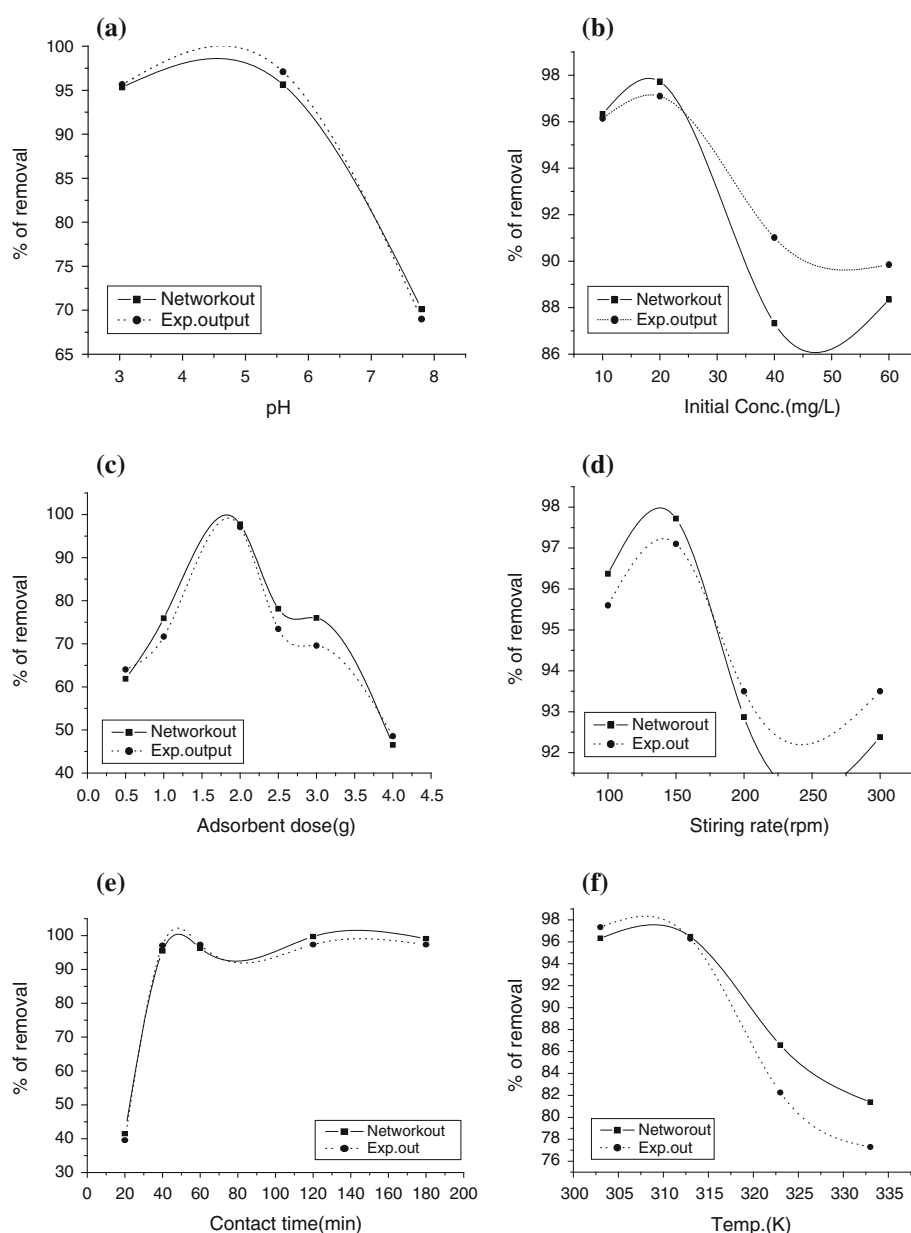 (a)
100
95
90
85
80
75
70
65
% of removal
Networkout
Exp.output
3 4 5 6 7 8
pH
(b)
98
96
94
92
90
88
86
% of removal
Networkout
Exp.output
10 20 30 40 50 60
Initial Conc.(mg/L)
(c)
100
90
80
70
60
50
40
% of removal
Networkout
Exp.output
0.0 0.5 1.0 1.5 2.0 2.5 3.0 3.5 4.0 4.5
Adsorbent dose(g)
(d)
98
97
96
95
94
93
92
% of removal
Networout
Exp.out
100 150 200 250 300
Stiring rate(rpm)
(e)
100
90
80
70
60
50
40
30
% of removal
Networkout
Exp.out
0 20 40 60 80 100 120 140 160 180 200
Contact time(min)
(f)
98
96
94
92
90
88
86
84
82
80
78
76
% of removal
Networout
Exp.out
300 305 310 315 320 325 330 335
Temp.(K)